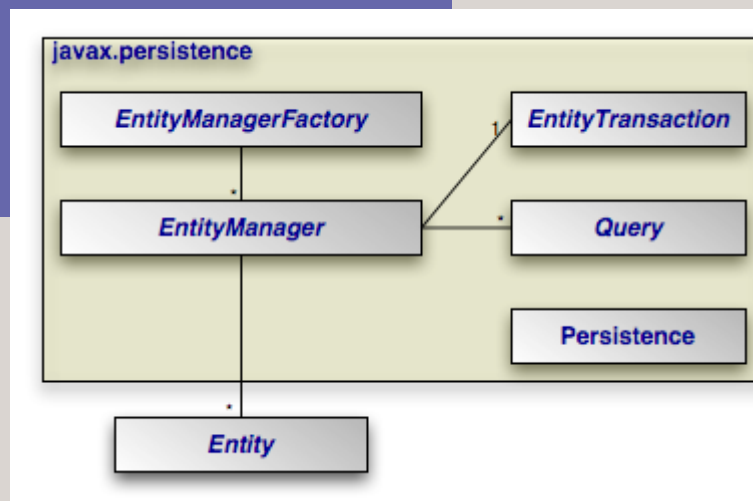 javax.persistence
EntityManagerFactory
EntityTransaction
1
*
EntityManager
*
Query
Persistence
*
Entity